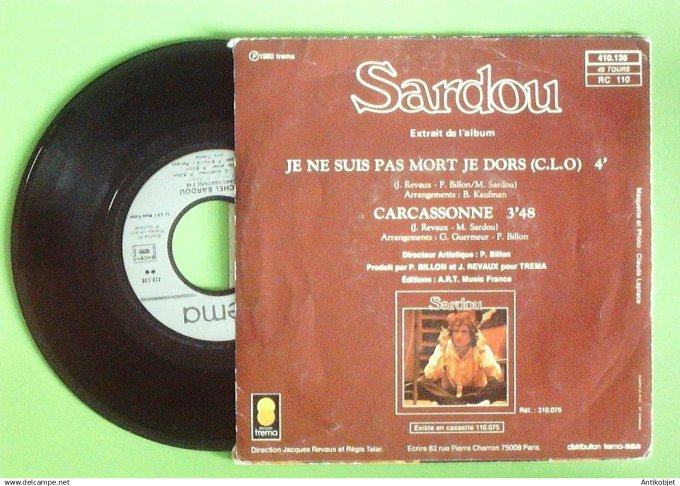 ℗ 1980 trema
410.136
45 TOURS
RC 110
Sardou
Extrait de l'album
JE NE SUIS PAS MORT JE DORS (C.L.O) 4'
(J. Revaux - P. Billon/M. Sardou)
Arrangements : B. Kaufman
CARCASSONNE 3'48
(J. Revaux - M. Sardou)
Arrangements : G. Guermeur - P. Billon
Directeur Artistique : P. Billon
Produit par P. BILLON et J. REVAUX pour TREMA
Éditions : A.R.T. Music France
Sardou
Réf. : 310.075
Existe en cassette 110.075
disques
trema
Direction Jacques Revaux et Régis Talar.
Ecrire 62 rue Pierre Charron 75008 Paris.
distribution trema-RCA
Maquette et Photo : Claude Laplace
MICHEL SARDOU
410.136
trema
© Antikobjet